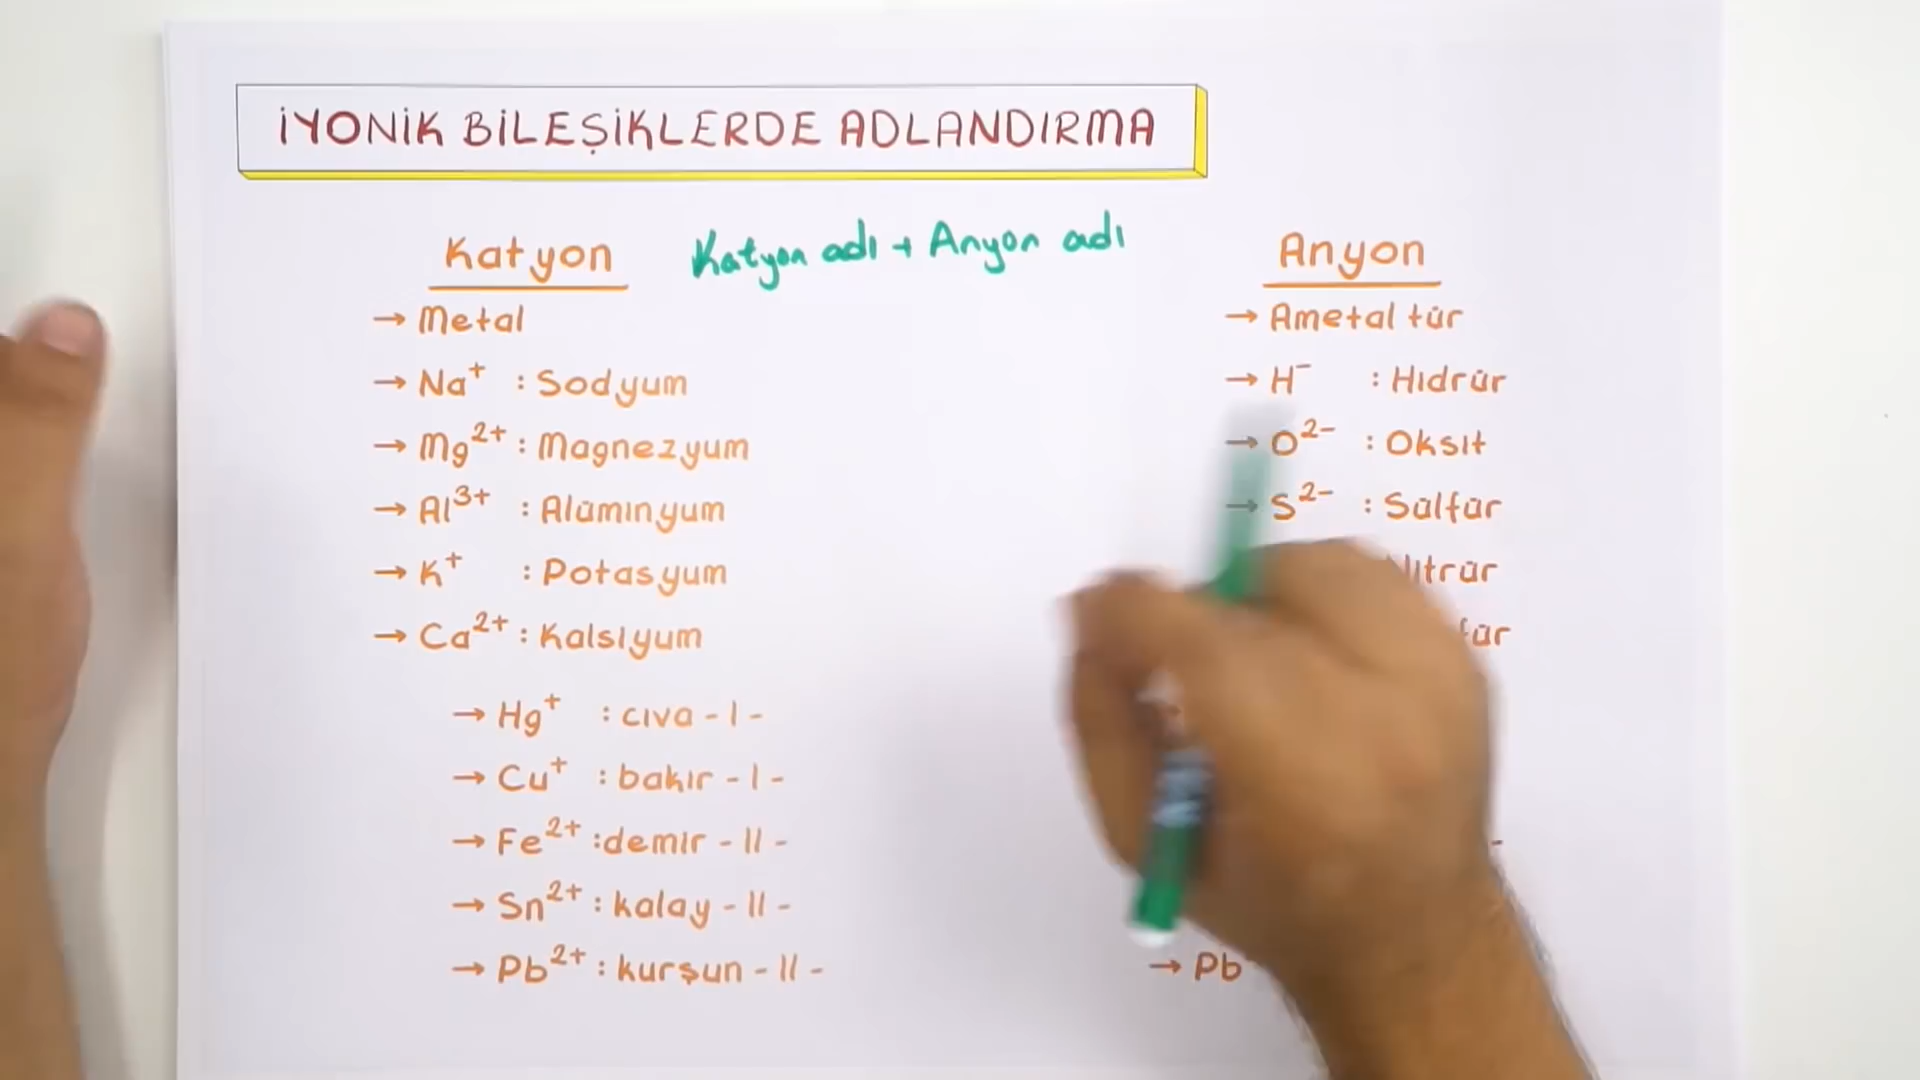 İYONİK BİLEŞİKLERDE ADLANDIRMA
Katyon
Katyon adı + Anyon adı
→ Metal
→ Na⁺ : Sodyum
→ Mg²⁺ : Magnezyum
→ Al³⁺ : Alüminyum
→ K⁺ : Potasyum
→ Ca²⁺ : Kalsiyum
→ Hg⁺ : cıva - I -
→ Cu⁺ : bakır - I -
→ Fe²⁺ : demir - II -
→ Sn²⁺ : kalay - II -
→ Pb²⁺ : kurşun - II -
Anyon
→ Ametal tür
→ H⁻ : Hidrür
→ O²⁻ : Oksit
→ S²⁻ : Sülfür
→ Pb